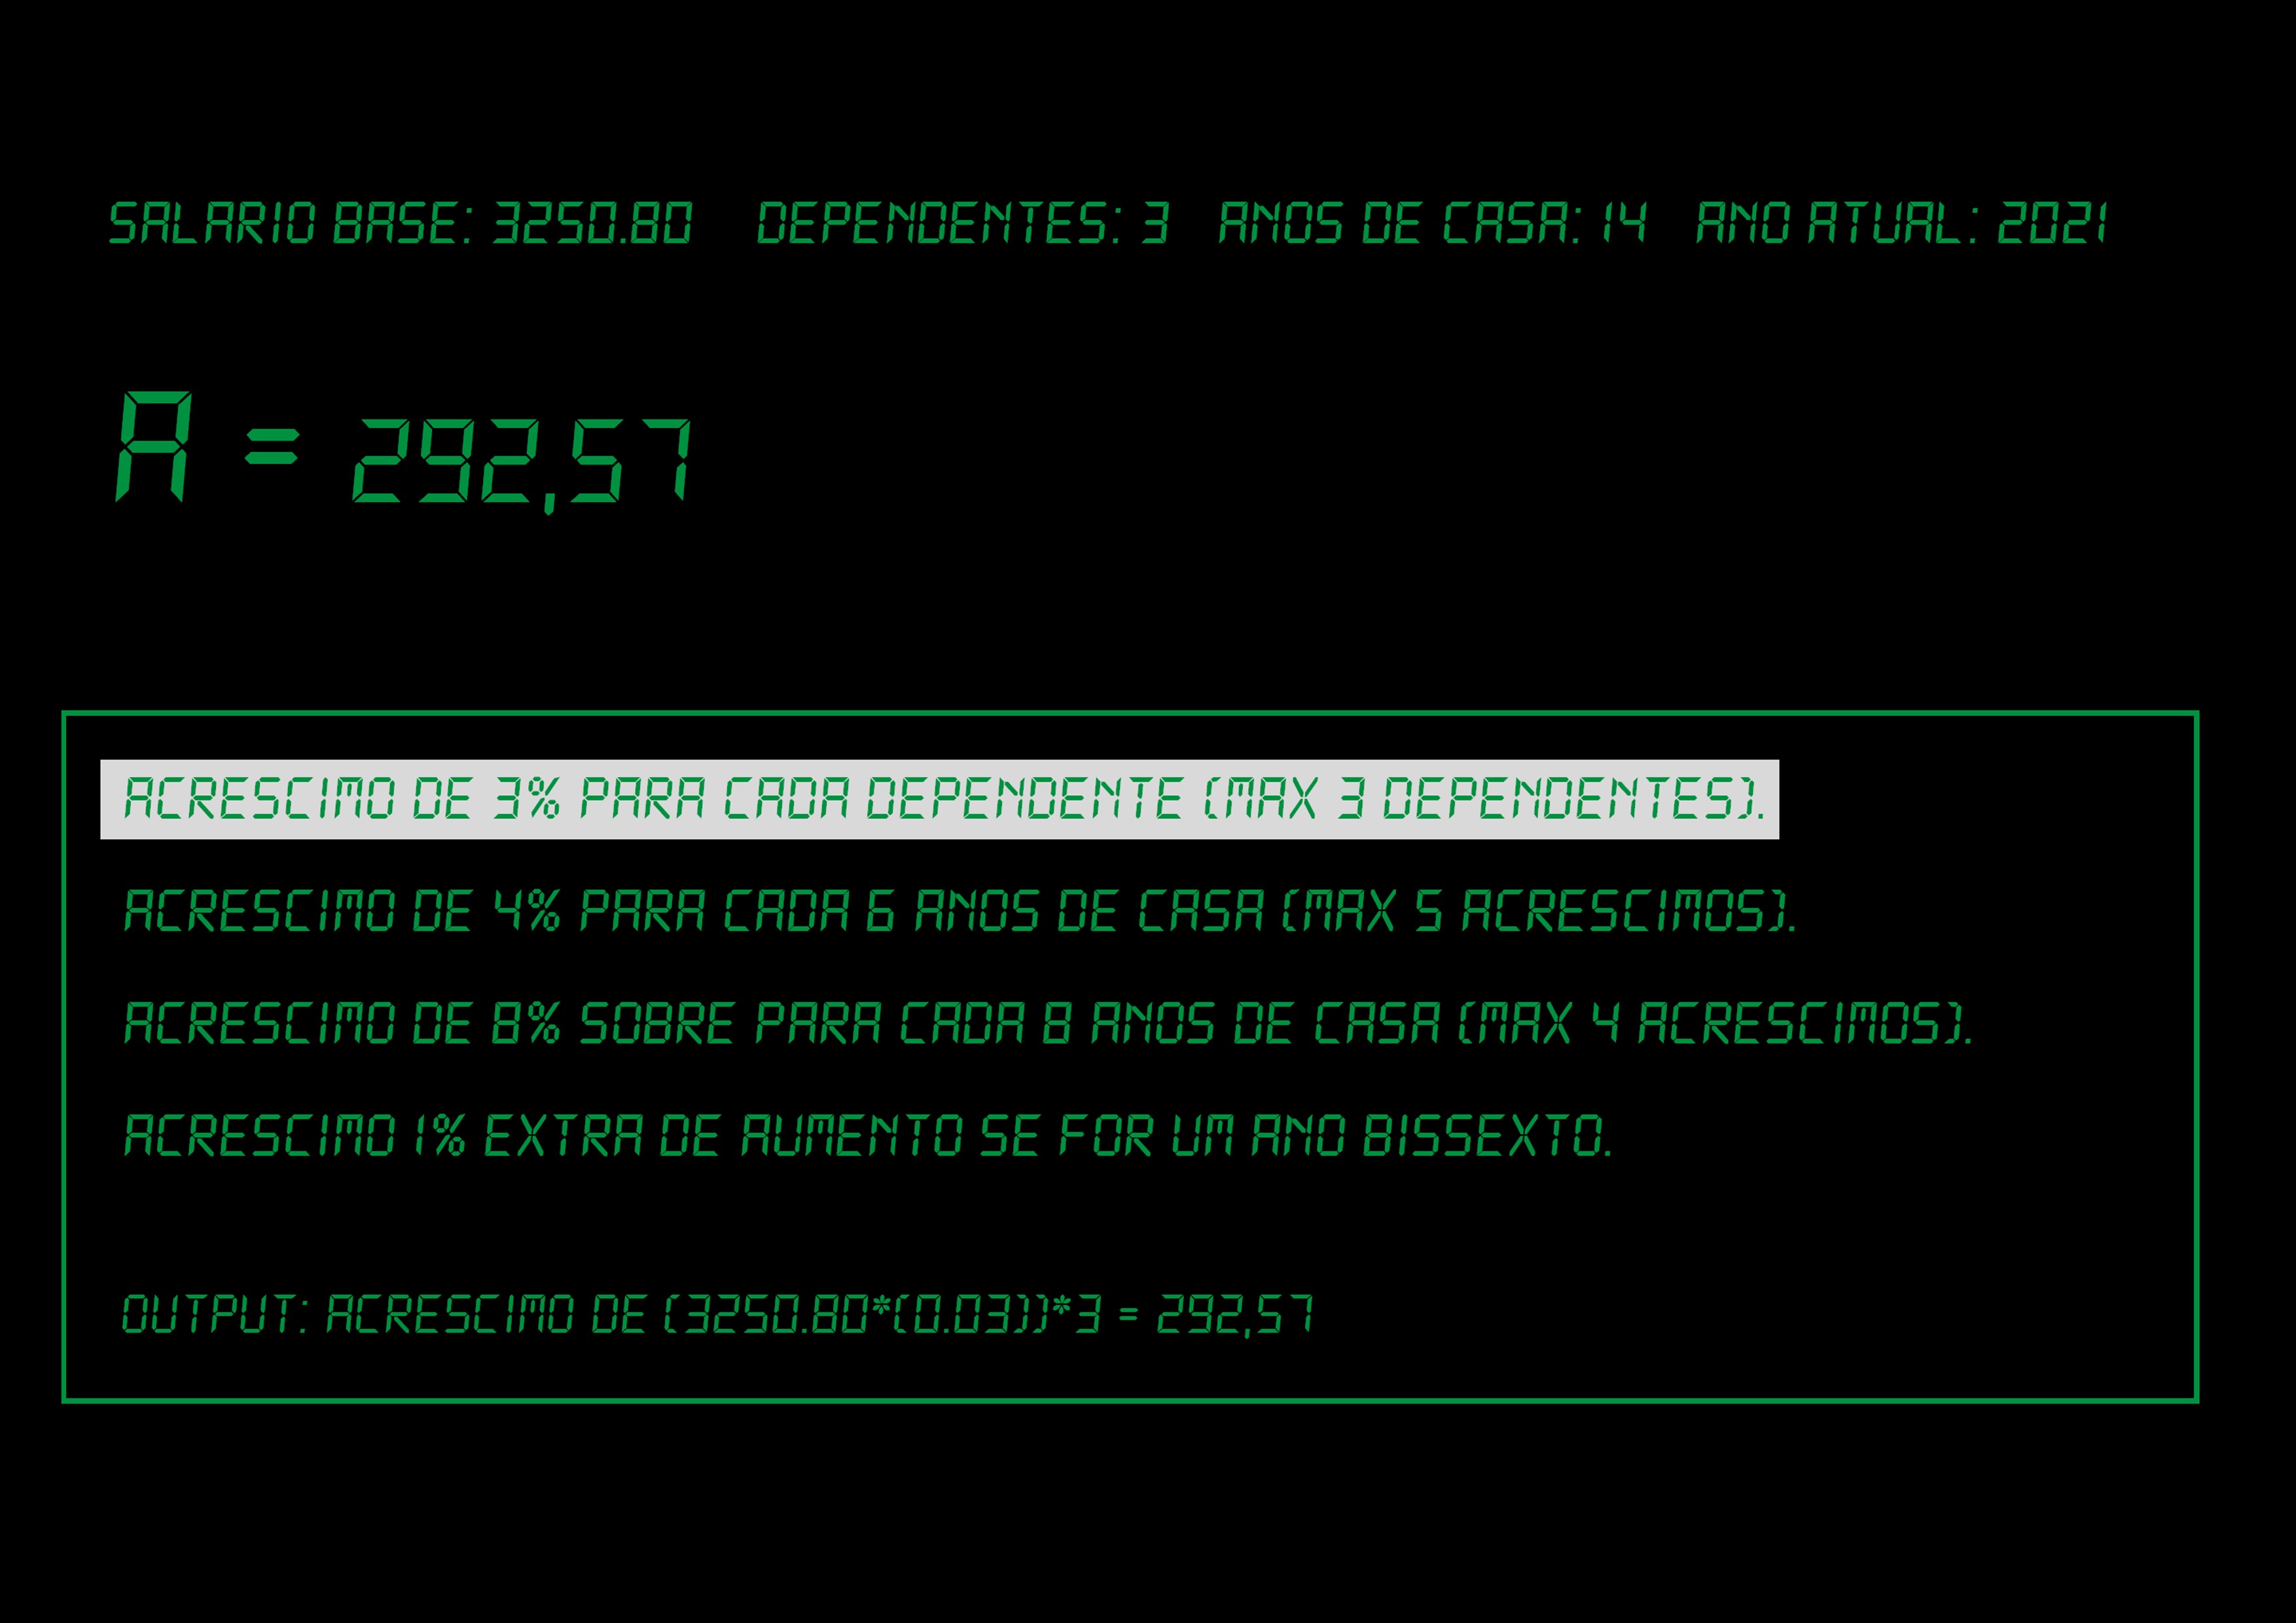 SALARIO BASE: 3250.80 DEPENDENTES: 3 ANOS DE CASA: 14 ANO ATUAL: 2021
A = 292,57
ACRESCIMO DE 3% PARA CADA DEPENDENTE (MAX 3 DEPENDENTES).
ACRESCIMO DE 4% PARA CADA 6 ANOS DE CASA (MAX 5 ACRESCIMOS).
ACRESCIMO DE 8% SOBRE PARA CADA 8 ANOS DE CASA (MAX 4 ACRESCIMOS).
ACRESCIMO 1% EXTRA DE AUMENTO SE FOR UM ANO BISSEXTO.
OUTPUT: ACRESCIMO DE (3250.80*(0.03))*3 = 292,57